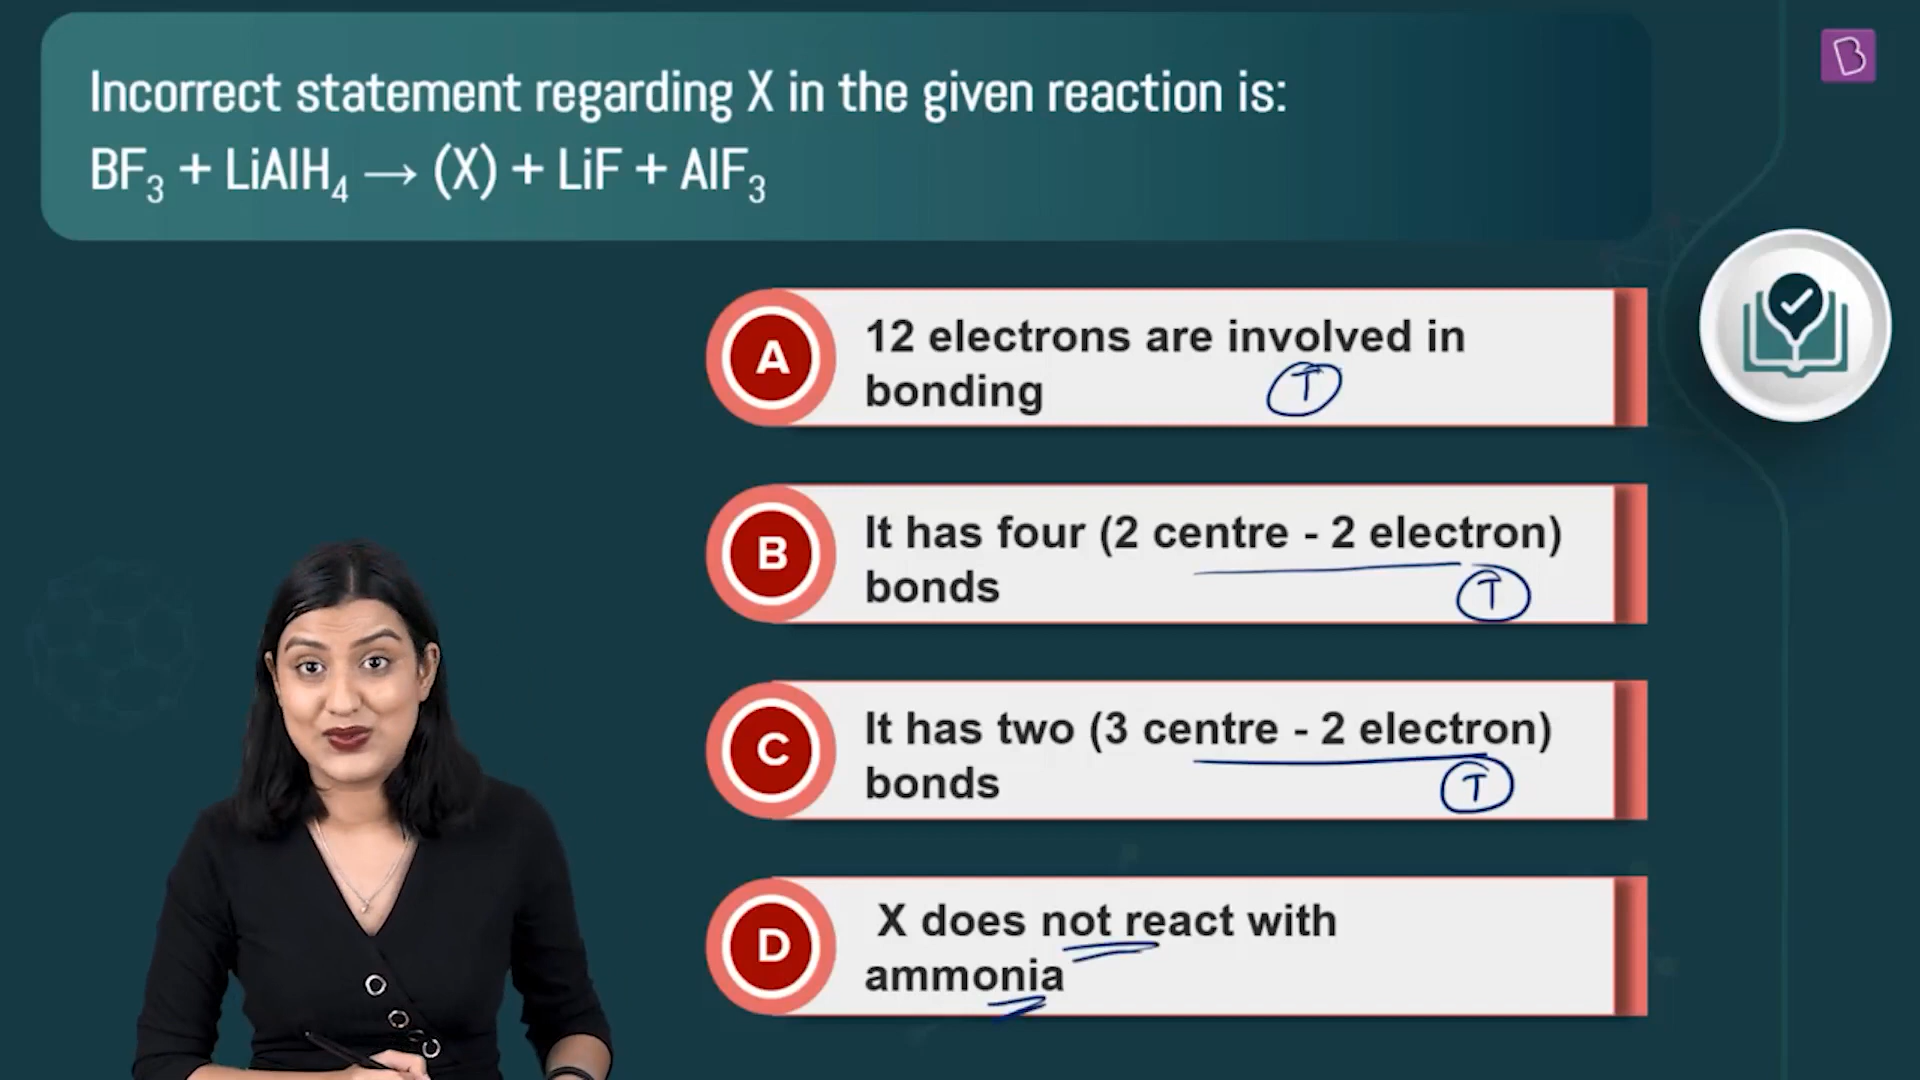 Incorrect statement regarding X in the given reaction is:
BF₃ + LiAlH₄ → (X) + LiF + AlF₃
B
A
12 electrons are involved in
bonding
T
B
It has four (2 centre - 2 electron)
bonds
T
C
It has two (3 centre - 2 electron)
bonds
T
D
X does not react with
ammonia